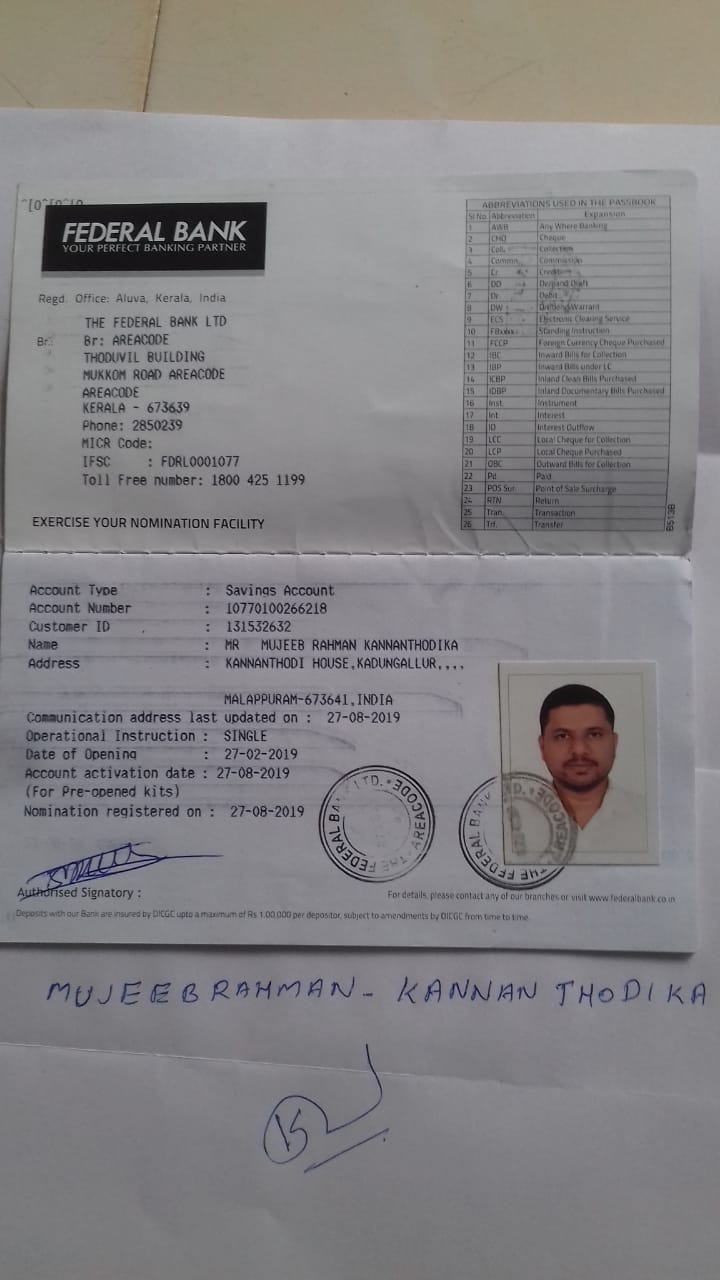 ^[0^[0^[0
FEDERAL BANK
YOUR PERFECT BANKING PARTNER
Regd. Office: Aluva, Kerala, India
THE FEDERAL BANK LTD
Br.: Br: AREACODE
THODUVIL BUILDING
MUKKOM ROAD AREACODE
AREACODE
KERALA - 673639
Phone: 2850239
MICR Code:
IFSC : FDRL0001077
Toll Free number: 1800 425 1199
EXERCISE YOUR NOMINATION FACILITY
ABBREVIATIONS USED IN THE PASSBOOK
Sl No. Abbreviation Expansion
1 AWB Any Where Banking
2 CHQ Cheque
3 Coll. Collection
4 Commn. Commission
5 Cr. Credit
6 DD Demand Draft
7 Dr. Debit
8 DW Dividend Warrant
9 ECS Electronic Clearing Service
10 Standing Instruction
11 FCCP Foreign Currency Cheque Purchased
12 IBC Inward Bills for Collection
13 IBP Inward Bills under LC
14 ICBP Inland Clean Bills Purchased
15 IDBP Inland Documentary Bills Purchased
16 Inst. Instrument
17 Int. Interest
18 IO Interest Outflow
19 LCC Local Cheque for Collection
20 LCP Local Cheque Purchased
21 OBC Outward Bills for Collection
22 Pd. Paid
23 POS Sur. Point of Sale Surcharge
24 RTN Return
25 Tran. Transaction
26 Trf. Transfer
B513B
Account Type : Savings Account
Account Number : 10770100266218
Customer ID : 131532632
Name : MR MUJEEB RAHMAN KANNANTHODIKA
Address : KANNANTHODI HOUSE,KADUNGALLUR,,,,
MALAPPURAM-673641,INDIA
Communication address last updated on : 27-08-2019
Operational Instruction : SINGLE
Date of Opening : 27-02-2019
Account activation date : 27-08-2019
(For Pre-opened kits)
Nomination registered on : 27-08-2019
THE FEDERAL BANK LTD. * AREACODE *
THE FEDERAL BANK LTD. * AREACODE *
Authorised Signatory :
For details, please contact any of our branches or visit www.federalbank.co.in
Deposits with our Bank are insured by DICGC upto a maximum of Rs 1,00,000 per depositor, subject to amendments by DICGC from time to time.
MUJEEB RAHMAN - KANNAN THODIKA